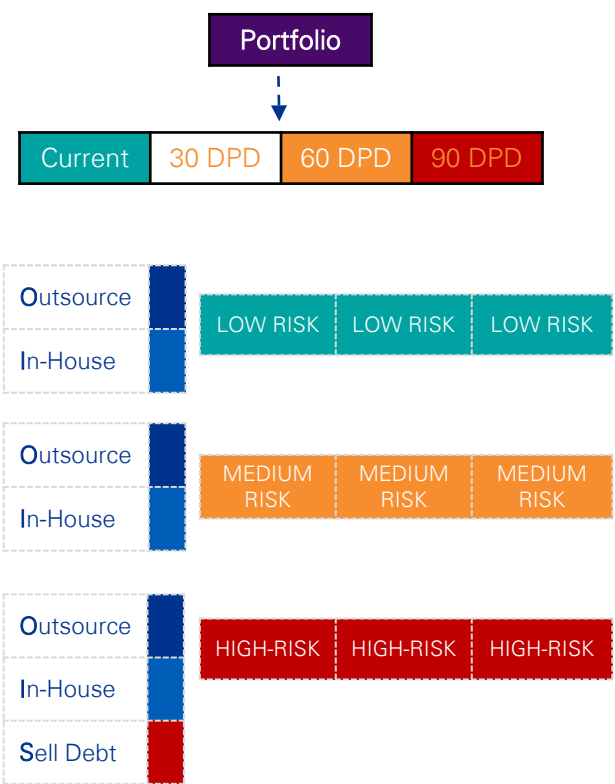 Portfolio
Current 30 DPD 60 DPD 90 DPD
Outsource
In-House
LOW RISK LOW RISK LOW RISK
Outsource
In-House
MEDIUM RISK MEDIUM RISK MEDIUM RISK
Outsource
In-House
Sell Debt
HIGH-RISK HIGH-RISK HIGH-RISK